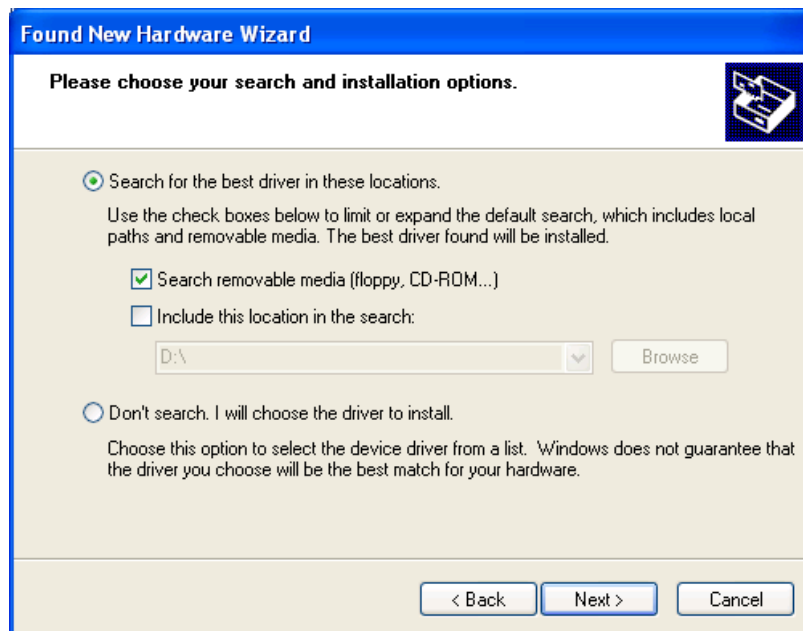 Found New Hardware Wizard
Please choose your search and installation options.
Search for the best driver in these locations.
Use the check boxes below to limit or expand the default search, which includes local
paths and removable media. The best driver found will be installed.
Search removable media (floppy, CD-ROM...)
Include this location in the search:
D:\
Browse
Don't search. I will choose the driver to install.
Choose this option to select the device driver from a list.  Windows does not guarantee that
the driver you choose will be the best match for your hardware.
< Back
Next >
Cancel